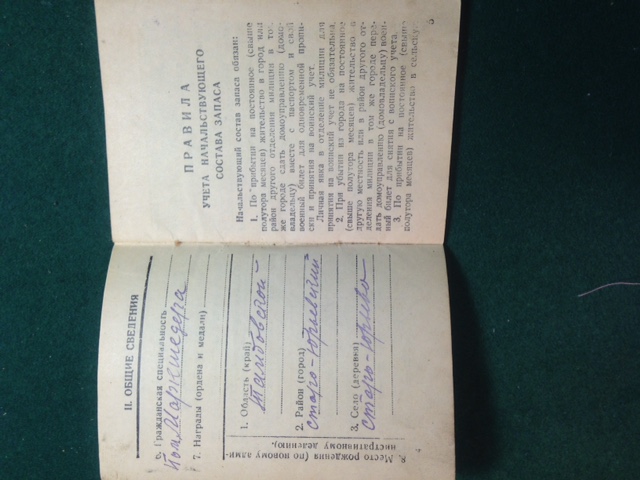 II. ОБЩИЕ СВЕДЕНИЯ
6. Гражданская специальность
Пом. Маркшедера
7. Награды (ордена и медали)
8. Место рождения (по новому адми-
нистративному делению).
1. Область (край)
Тамбовской
2. Район (город)
старо-Юрьевский
3. Село (деревня)
старо-Юрьево
ПРАВИЛА
УЧЕТА НАЧАЛЬСТВУЮЩЕГО
СОСТАВА ЗАПАСА
Начальствующий состав запаса обязан:
1. По прибытии на постоянное (свыше
полутора месяцев) жительство в город или
район другого отделения милиции в том
же городе сдать домоуправлению (домо-
владельцу) вместе с паспортом и свой
военный билет для одновременной пропи-
ски и принятия на воинский учет.
Личная явка в отделение милиции для
принятия на воинский учет не обязательна.
2. При убытии из города на постоянное
(свыше полутора месяцев) жительство в
другую местность или в район другого от-
деления милиции в том же городе пере-
дать домоуправлению (домовладельцу) воен-
ный билет для снятия с воинского учета.
3. По прибытии на постоянное (свыше
полутора месяцев) жительство в сельскую